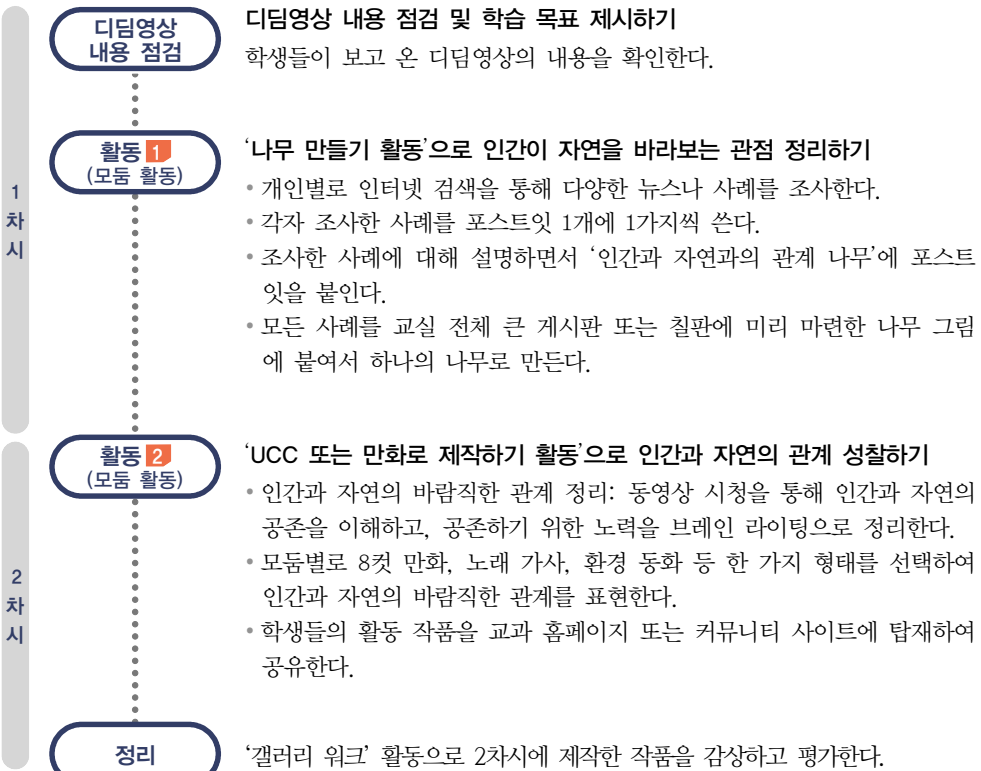 디딤영상
내용 점검
디딤영상 내용 점검 및 학습 목표 제시하기
학생들이 보고 온 디딤영상의 내용을 확인한다.
1
차
시
활동 1
(모둠 활동)
‘나무 만들기 활동’으로 인간이 자연을 바라보는 관점 정리하기
• 개인별로 인터넷 검색을 통해 다양한 뉴스나 사례를 조사한다.
• 각자 조사한 사례를 포스트잇 1개에 1가지씩 쓴다.
• 조사한 사례에 대해 설명하면서 ‘인간과 자연과의 관계 나무’에 포스트
잇을 붙인다.
• 모든 사례를 교실 전체 큰 게시판 또는 칠판에 미리 마련한 나무 그림
에 붙여서 하나의 나무로 만든다.
2
차
시
활동 2
(모둠 활동)
‘UCC 또는 만화로 제작하기 활동’으로 인간과 자연의 관계 성찰하기
• 인간과 자연의 바람직한 관계 정리: 동영상 시청을 통해 인간과 자연의
공존을 이해하고, 공존하기 위한 노력을 브레인 라이팅으로 정리한다.
• 모둠별로 8컷 만화, 노래 가사, 환경 동화 등 한 가지 형태를 선택하여
인간과 자연의 바람직한 관계를 표현한다.
• 학생들의 활동 작품을 교과 홈페이지 또는 커뮤니티 사이트에 탑재하여
공유한다.
정리
‘갤러리 워크’ 활동으로 2차시에 제작한 작품을 감상하고 평가한다.